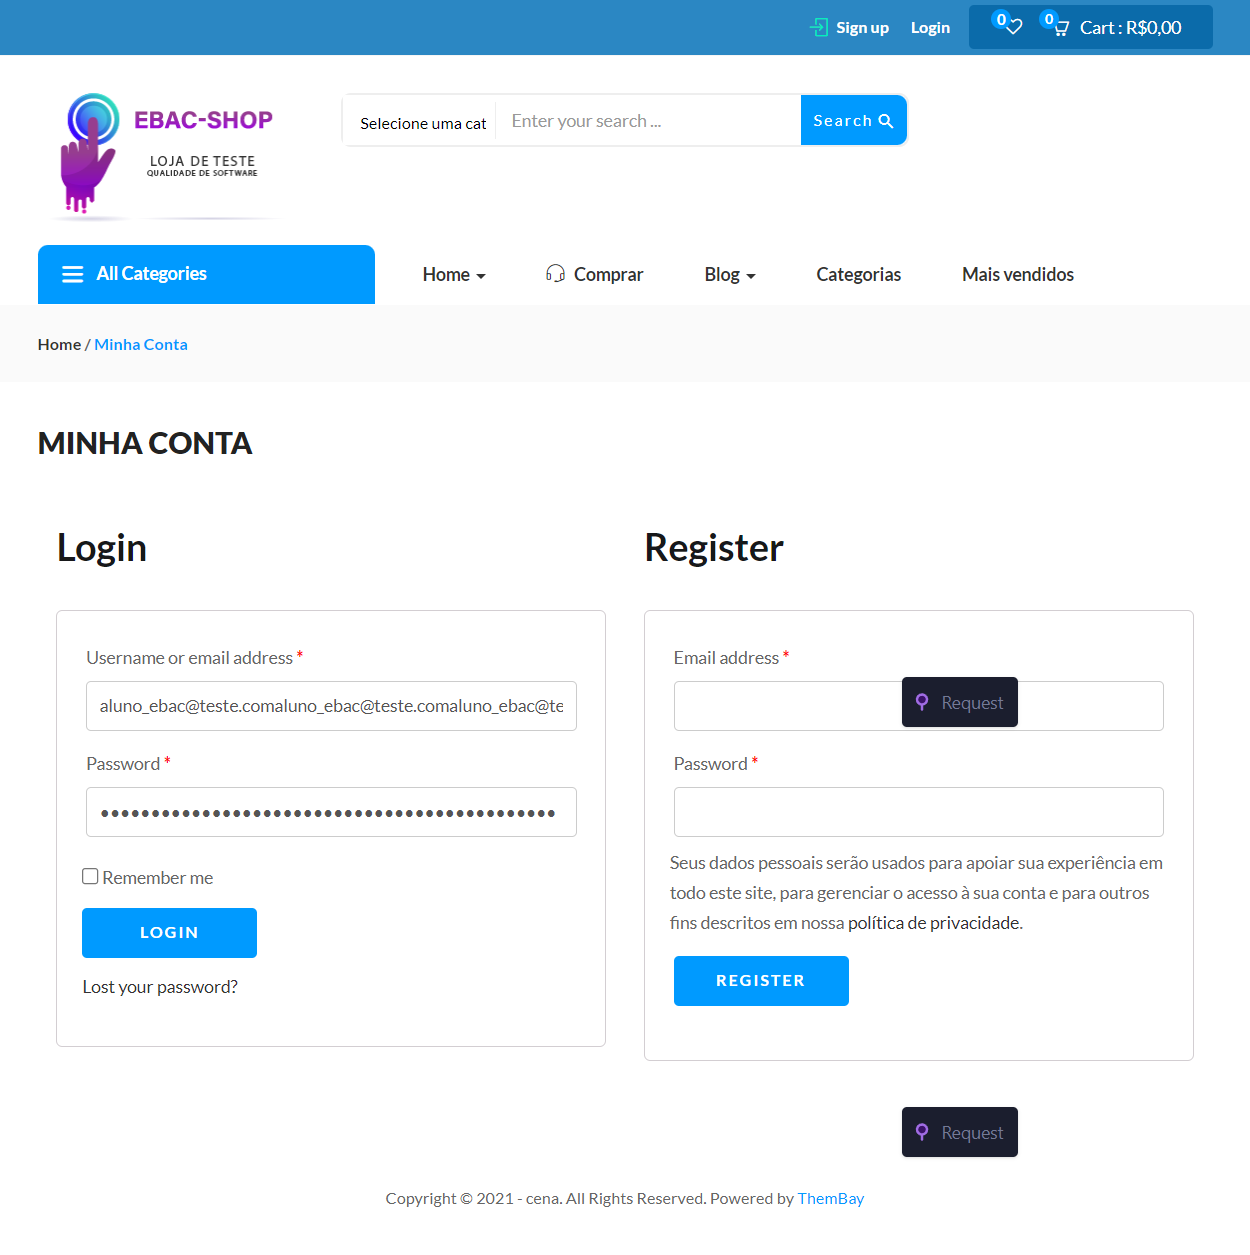 Sign up
Login
0
0
Cart : R$0,00
EBAC-SHOP
LOJA DE TESTE
QUALIDADE DE SOFTWARE
Selecione uma cat
Enter your search ...
Search
All Categories
Home
Comprar
Blog
Categorias
Mais vendidos
Home / Minha Conta
MINHA CONTA
Login
Username or email address *
aluno_ebac@teste.comaluno_ebac@teste.comaluno_ebac@te
Password *
Remember me
LOGIN
Lost your password?
Register
Email address *
Request
Password *
Seus dados pessoais serão usados para apoiar sua experiência em
todo este site, para gerenciar o acesso à sua conta e para outros
fins descritos em nossa política de privacidade.
REGISTER
Request
Copyright © 2021 - cena. All Rights Reserved. Powered by ThemBay